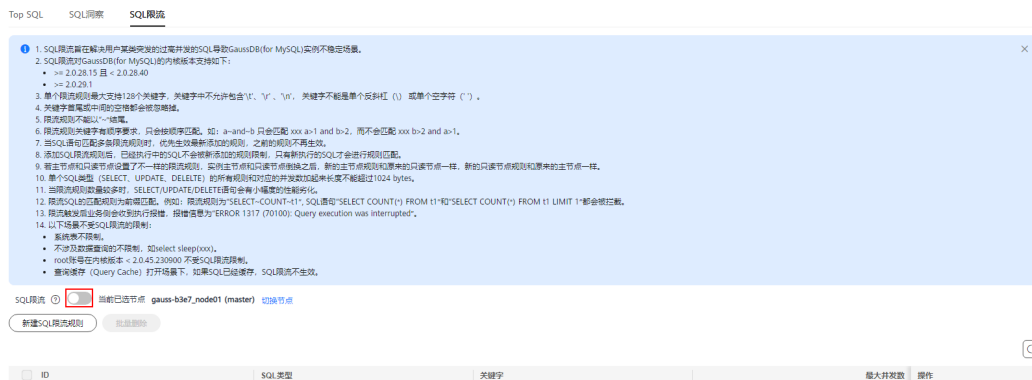 Top SQL SQL洞察 SQL限流
1. SQL限流旨在解决用户某类突发的过高并发的SQL导致GaussDB(for MySQL)实例不稳定场景。
2. SQL限流对GaussDB(for MySQL)的内核版本支持如下:
• >= 2.0.28.15 且 < 2.0.28.40
• >= 2.0.29.1
3. 单个限流规则最大支持128个关键字,关键字中不允许包含'\t'、'\r'、'\n', 关键字不能是单个反斜杠(\)或单个空字符(' ')。
4. 关键字首尾或中间的空格都会被忽略掉。
5. 限流规则不能以"~"结尾。
6. 限流规则关键字有顺序要求,只会按顺序匹配。如:a~and~b 只会匹配 xxx a>1 and b>2,而不会匹配 xxx b>2 and a>1。
7. 当SQL语句匹配多条限流规则时,优先生效最新添加的规则,之前的规则不再生效。
8. 添加SQL限流规则后,已经执行中的SQL不会被新添加的规则限制,只有新执行的SQL才会进行规则匹配。
9. 若主节点和只读节点设置了不一样的限流规则,实例主节点和只读节点倒换之后,新的主节点规则和原来的只读节点一样,新的只读节点规则和原来的主节点一样。
10. 单个SQL类型(SELECT、UPDATE、DELELTE)的所有规则和对应的并发数加起来长度不能超过1024 bytes。
11. 当限流规则数量较多时,SELECT/UPDATE/DELETE语句会有小幅度的性能劣化。
12. 限流SQL的匹配规则为前缀匹配。例如:限流规则为"SELECT~COUNT~t1", SQL语句"SELECT COUNT(*) FROM t1"和"SELECT COUNT(*) FROM t1 LIMIT 1"都会被拦截。
13. 限流触发后业务侧会收到执行报错,报错信息为"ERROR 1317 (70100): Query execution was interrupted"。
14. 以下场景不受SQL限流的限制:
• 系统表不限制。
• 不涉及数据查询的不限制,如select sleep(xxx)。
• root账号在内核版本 < 2.0.45.230900 不受SQL限流限制。
• 查询缓存(Query Cache)打开场景下,如果SQL已经缓存,SQL限流不生效。
SQL限流 当前已选节点 gauss-b3e7_node01 (master) 切换节点
新建SQL限流规则 批量删除
ID SQL类型 关键字 最大并发数 操作